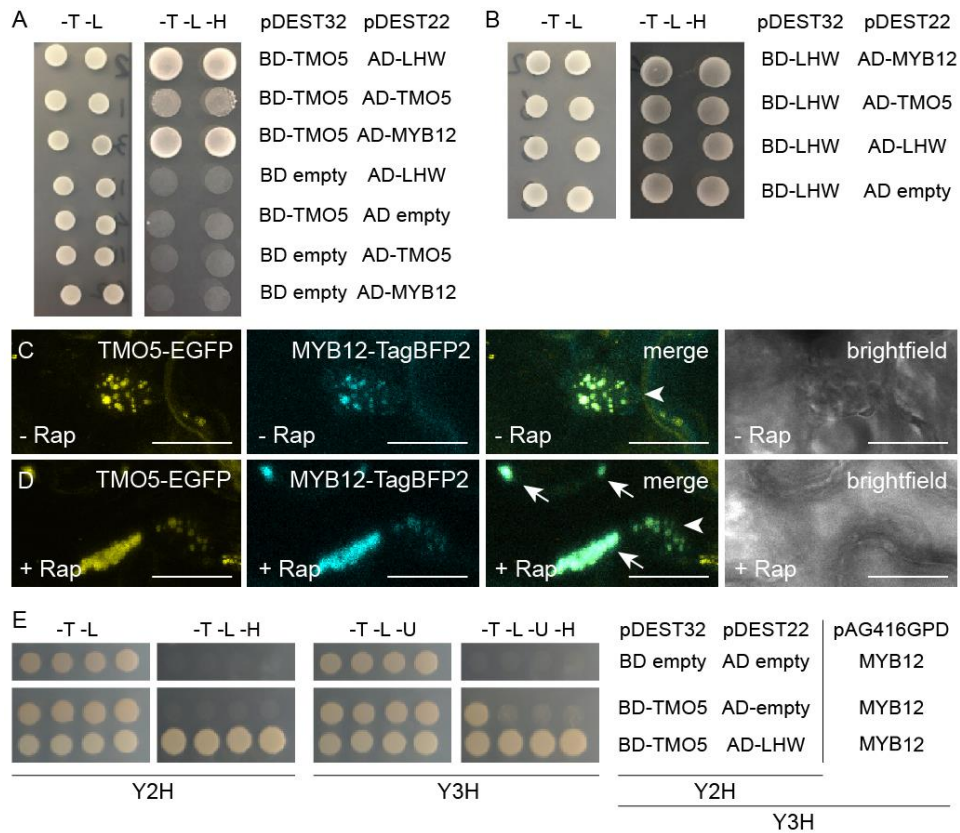 A
-T -L
-T -L -H
pDEST32 pDEST22
BD-TMO5 AD-LHW
BD-TMO5 AD-TMO5
BD-TMO5 AD-MYB12
BD empty AD-LHW
BD-TMO5 AD empty
BD empty AD-TMO5
BD empty AD-MYB12
B
-T -L
-T -L -H
pDEST32 pDEST22
BD-LHW AD-MYB12
BD-LHW AD-TMO5
BD-LHW AD-LHW
BD-LHW AD empty
C TMO5-EGFP
- Rap
MYB12-TagBFP2
- Rap
merge
- Rap
brightfield
- Rap
D TMO5-EGFP
+ Rap
MYB12-TagBFP2
+ Rap
merge
+ Rap
brightfield
+ Rap
E
-T -L
-T -L -H
-T -L -U
-T -L -U -H
pDEST32 pDEST22 pAG416GPD
BD empty AD empty MYB12
BD-TMO5 AD-empty MYB12
BD-TMO5 AD-LHW MYB12
Y2H
Y3H
Y2H
Y3H